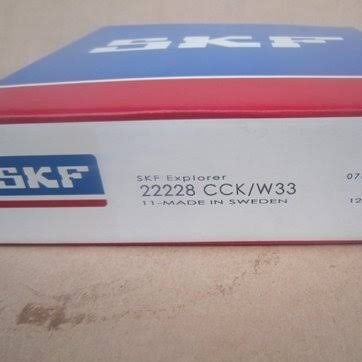 SKF
SKF
SKF Explorer
22228 CCK/W33
11-MADE IN SWEDEN